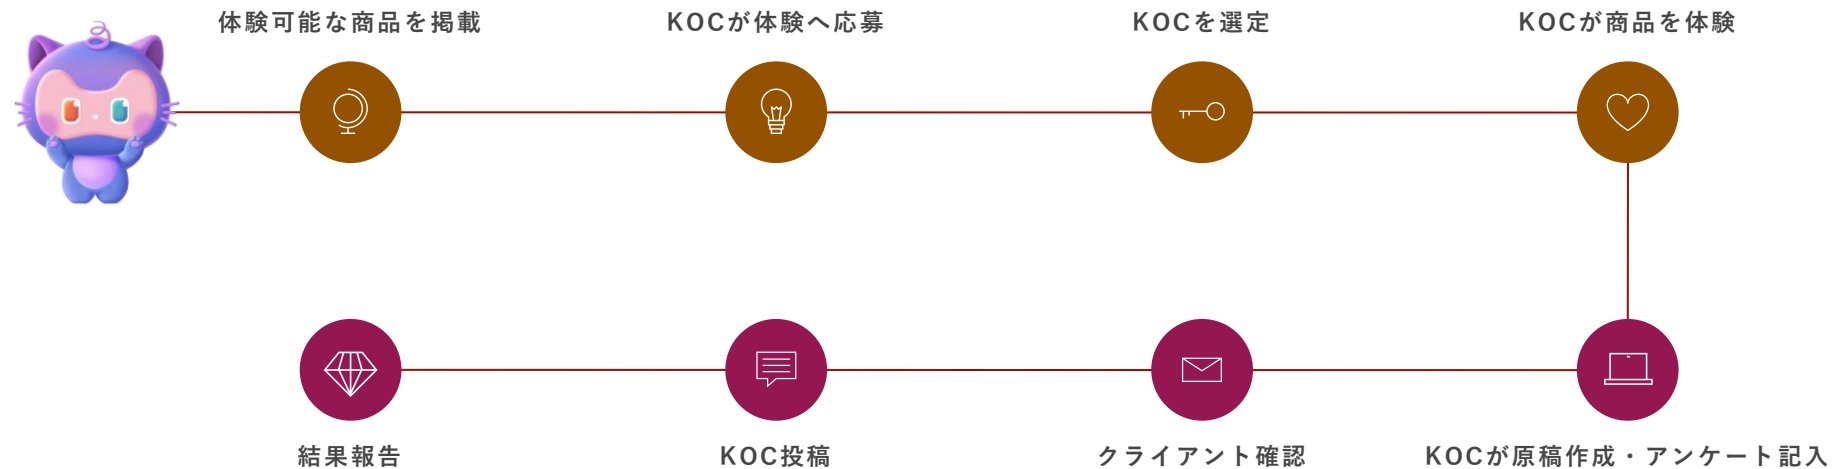 体験可能な商品を掲載
KOCが体験へ応募
KOCを選定
KOCが商品を体験
結果報告
KOC投稿
クライアント確認
KOCが原稿作成・アンケート記入